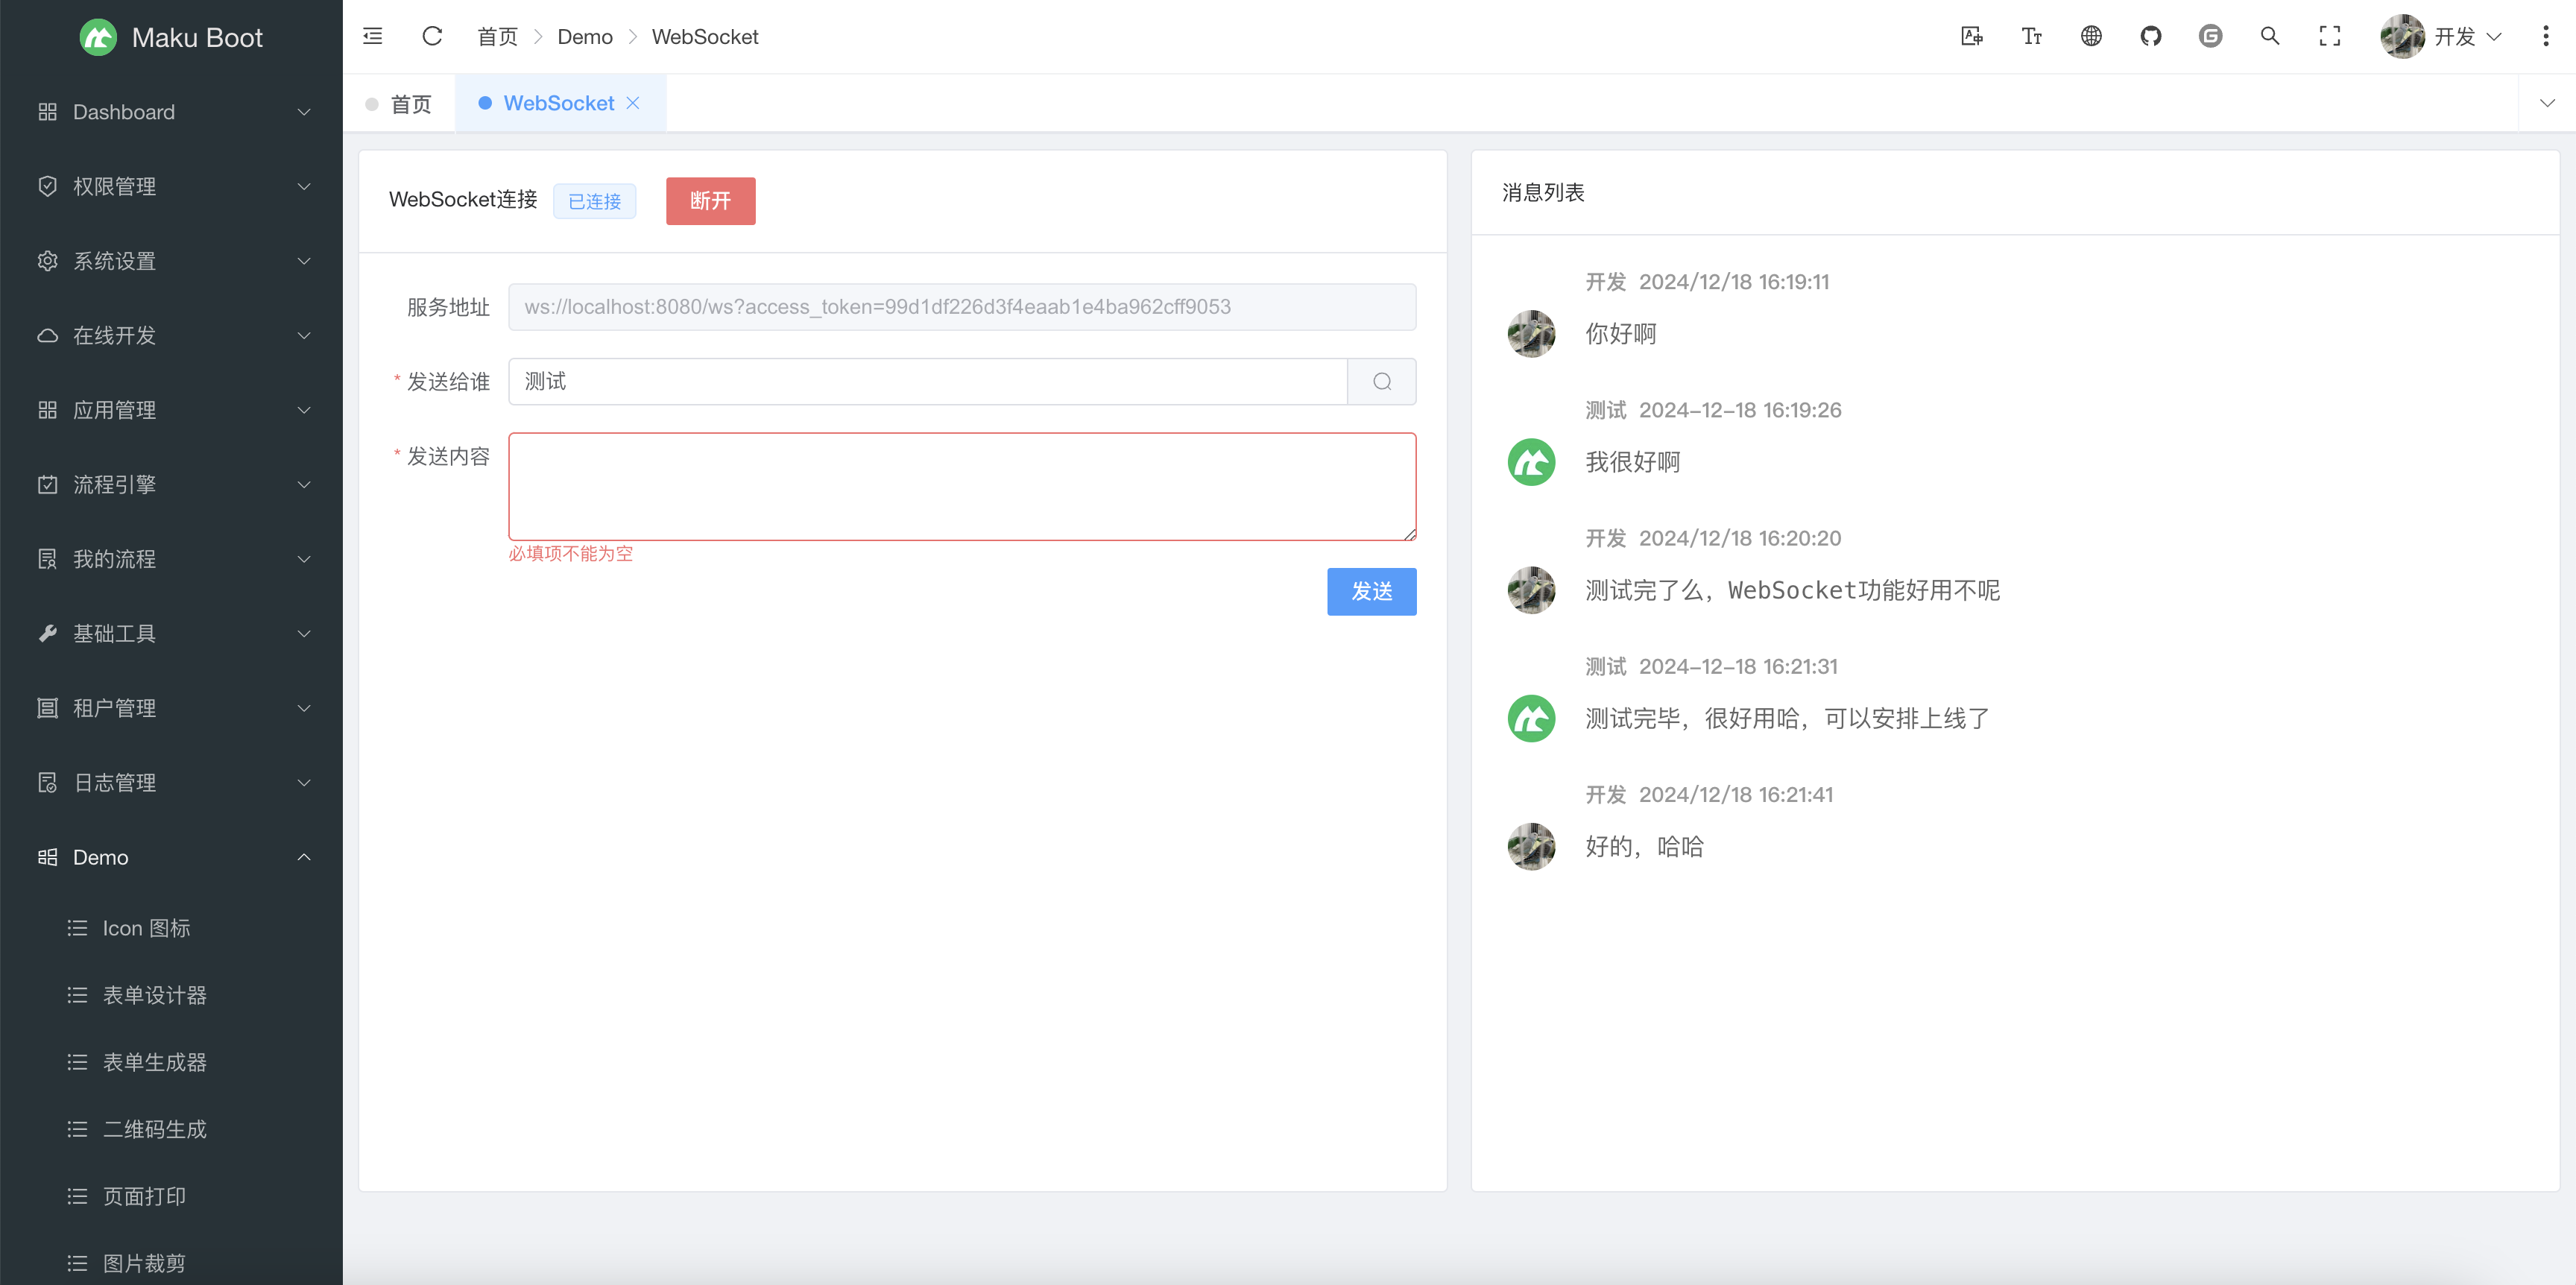 Maku Boot
Dashboard
权限管理
系统设置
在线开发
应用管理
流程引擎
我的流程
基础工具
租户管理
日志管理
Demo
Icon 图标
表单设计器
表单生成器
二维码生成
页面打印
图片裁剪
首页 Demo WebSocket
开发
首页 WebSocket
WebSocket连接 已连接 断开
服务地址 ws://localhost:8080/ws?access_token=99d1df226d3f4eaab1e4ba962cff9053
* 发送给谁 测试
* 发送内容
必填项不能为空
发送
消息列表
开发 2024/12/18 16:19:11
你好啊
测试 2024-12-18 16:19:26
我很好啊
开发 2024/12/18 16:20:20
测试完了么，WebSocket功能好用不呢
测试 2024-12-18 16:21:31
测试完毕，很好用哈，可以安排上线了
开发 2024/12/18 16:21:41
好的，哈哈